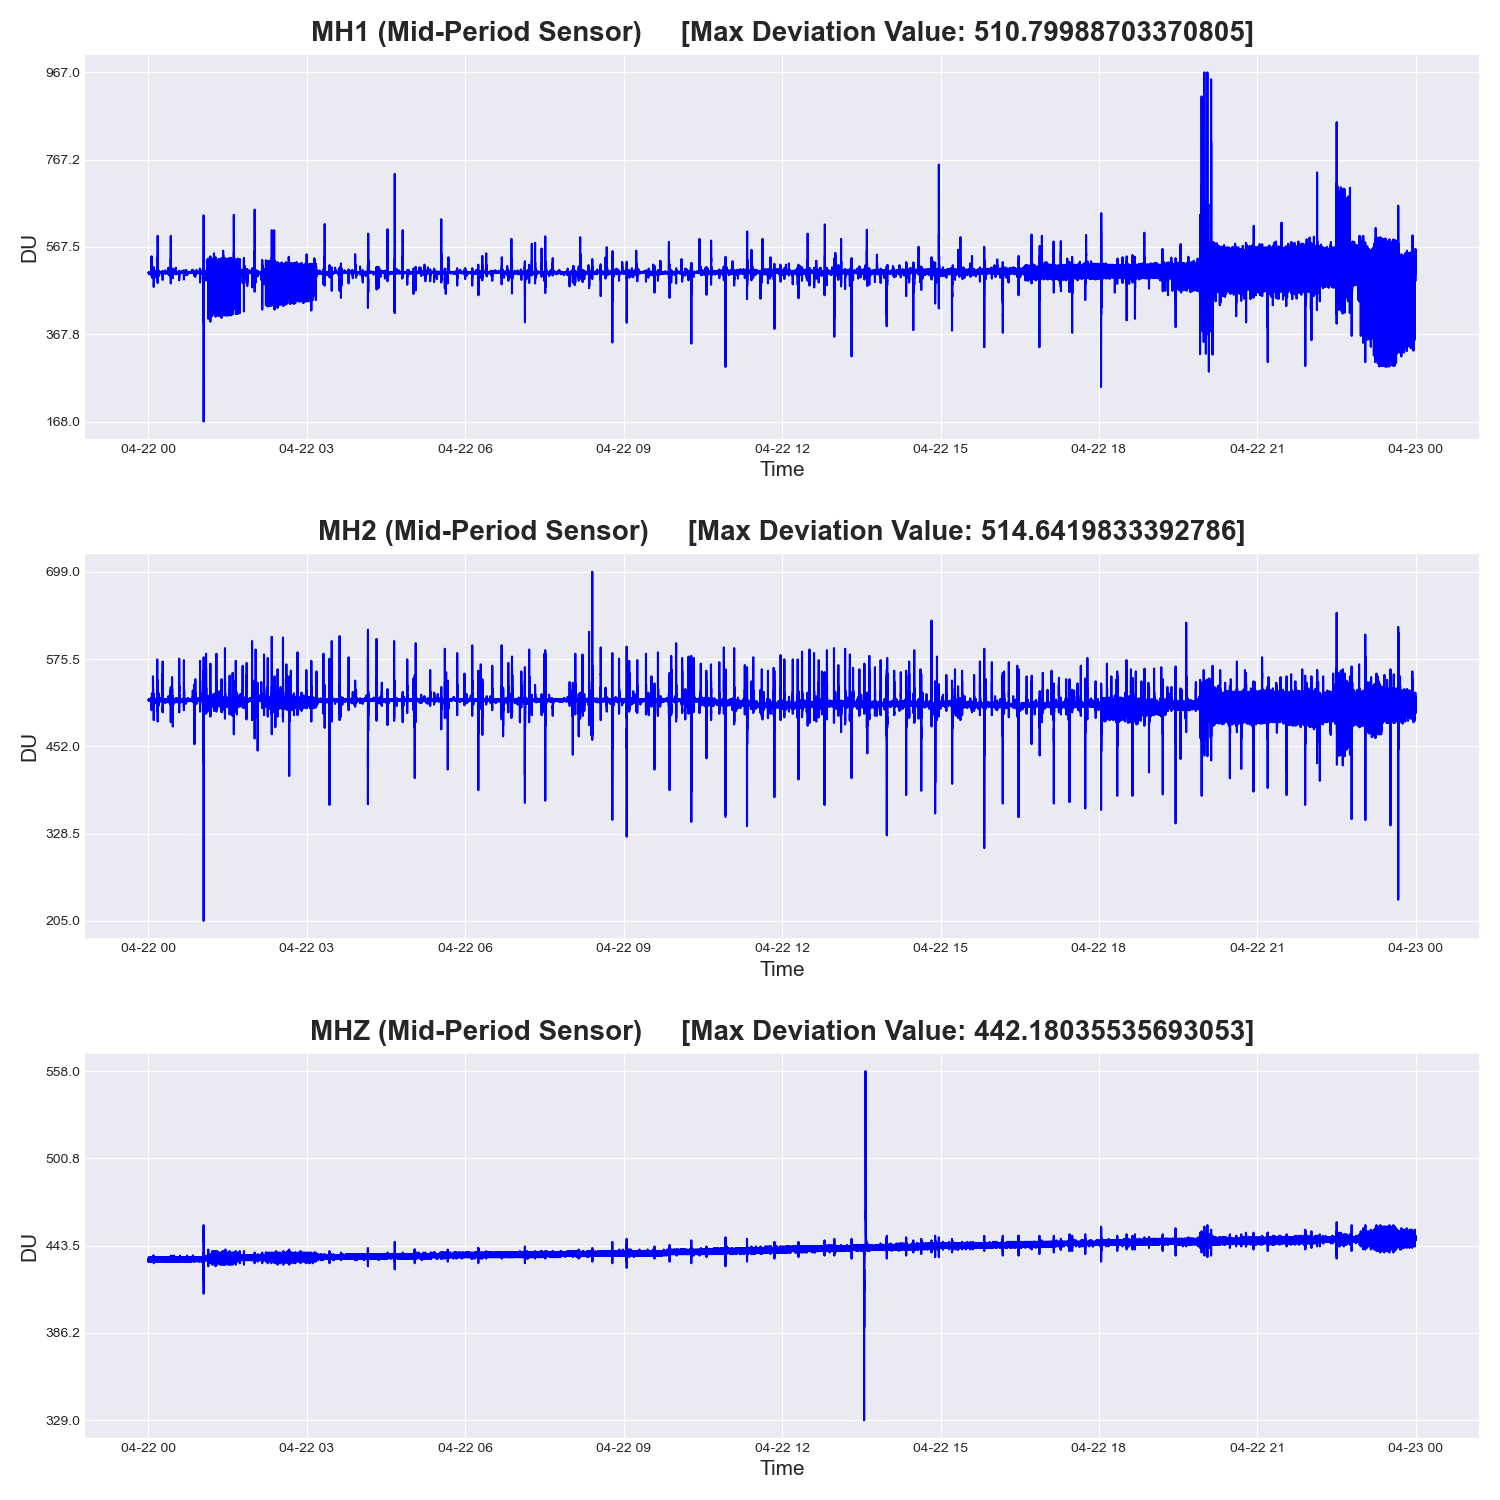 MH1 (Mid-Period Sensor) [Max Deviation Value: 510.79988703370805]
967.0
767.2
567.5
367.8
168.0
DU
04-22 00 04-22 03 04-22 06 04-22 09 04-22 12 04-22 15 04-22 18 04-22 21 04-23 00
Time
MH2 (Mid-Period Sensor) [Max Deviation Value: 514.6419833392786]
699.0
575.5
452.0
328.5
205.0
DU
04-22 00 04-22 03 04-22 06 04-22 09 04-22 12 04-22 15 04-22 18 04-22 21 04-23 00
Time
MHZ (Mid-Period Sensor) [Max Deviation Value: 442.18035535693053]
558.0
500.8
443.5
386.2
329.0
DU
04-22 00 04-22 03 04-22 06 04-22 09 04-22 12 04-22 15 04-22 18 04-22 21 04-23 00
Time